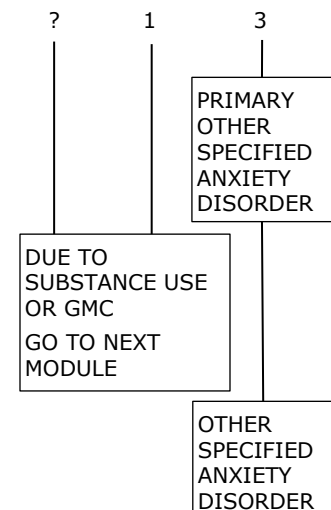 ? 1 3
PRIMARY
OTHER
SPECIFIED
ANXIETY
DISORDER
DUE TO
SUBSTANCE USE
OR GMC
GO TO NEXT
MODULE
OTHER
SPECIFIED
ANXIETY
DISORDER